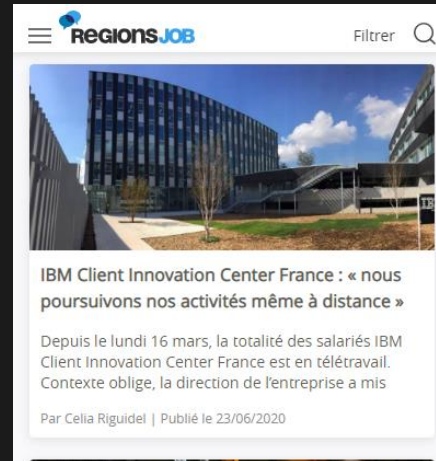 REGIONSJOB
Filtrer
IBM Client Innovation Center France : « nous
poursuivons nos activités même à distance »
Depuis le lundi 16 mars, la totalité des salariés IBM
Client Innovation Center France est en télétravail.
Contexte oblige, la direction de l'entreprise a mis
Par Celia Riguidel | Publié le 23/06/2020